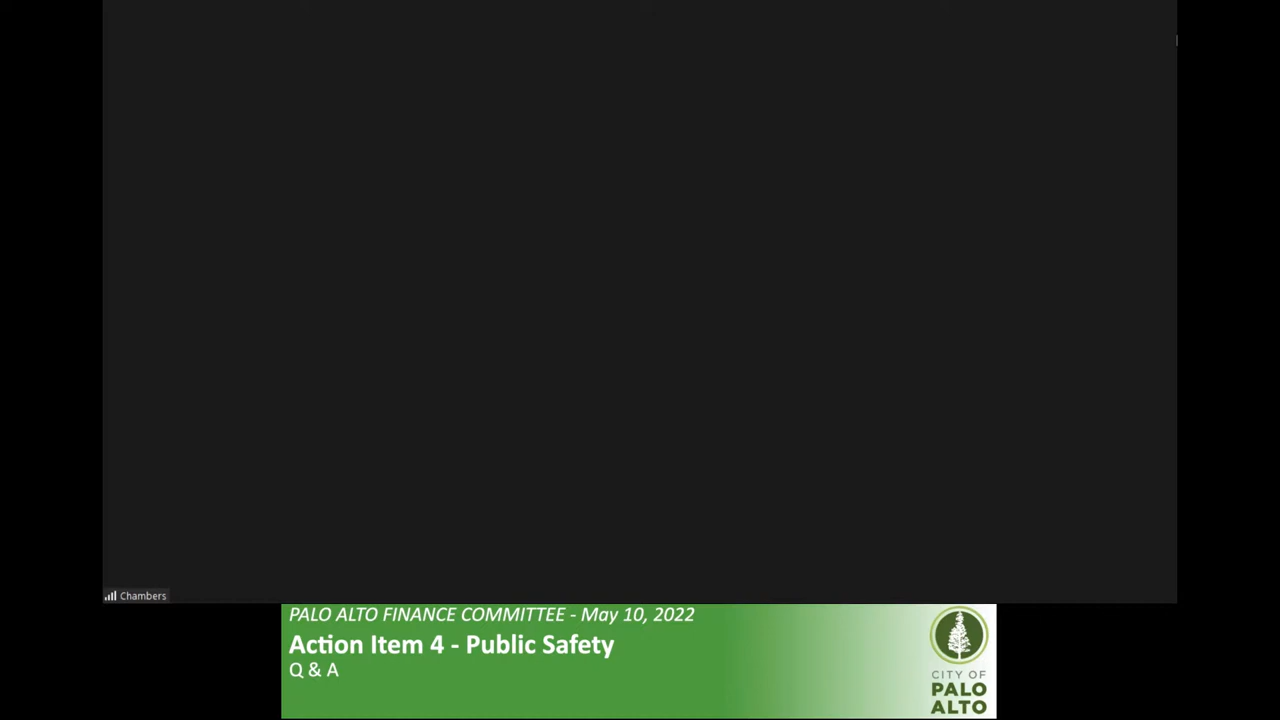 Chambers
PALO ALTO FINANCE COMMITTEE - May 10, 2022
Action Item 4 - Public Safety
Q & A
CITY OF
PALO
ALTO